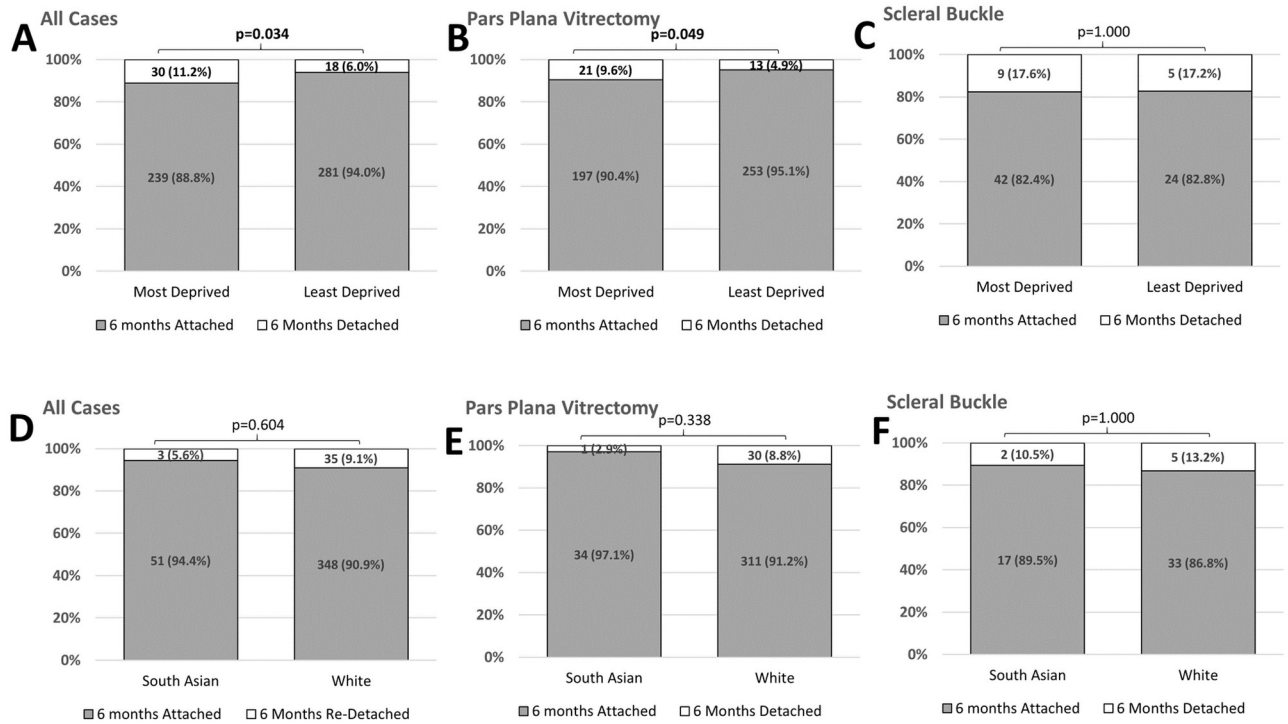 A
All Cases
p=0.034
100%
80%
60%
40%
20%
0%
30 (11.2%)
18 (6.0%)
239 (88.8%)
281 (94.0%)
Most Deprived
Least Deprived
6 months Attached
6 Months Detached
B
Pars Plana Vitrectomy
p=0.049
100%
80%
60%
40%
20%
0%
21 (9.6%)
13 (4.9%)
197 (90.4%)
253 (95.1%)
Most Deprived
Least Deprived
6 months Attached
6 Months Detached
C
Scleral Buckle
p=1.000
100%
80%
60%
40%
20%
0%
9 (17.6%)
5 (17.2%)
42 (82.4%)
24 (82.8%)
Most Deprived
Least Deprived
6 months Attached
6 Months Detached
D
All Cases
p=0.604
100%
80%
60%
40%
20%
0%
3 (5.6%)
35 (9.1%)
51 (94.4%)
348 (90.9%)
South Asian
White
6 months Attached
6 Months Re-Detached
E
Pars Plana Vitrectomy
p=0.338
100%
80%
60%
40%
20%
0%
1 (2.9%)
30 (8.8%)
34 (97.1%)
311 (91.2%)
South Asian
White
6 months Attached
6 Months Detached
F
Scleral Buckle
p=1.000
100%
80%
60%
40%
20%
0%
2 (10.5%)
5 (13.2%)
17 (89.5%)
33 (86.8%)
South Asian
White
6 months Attached
6 Months Detached